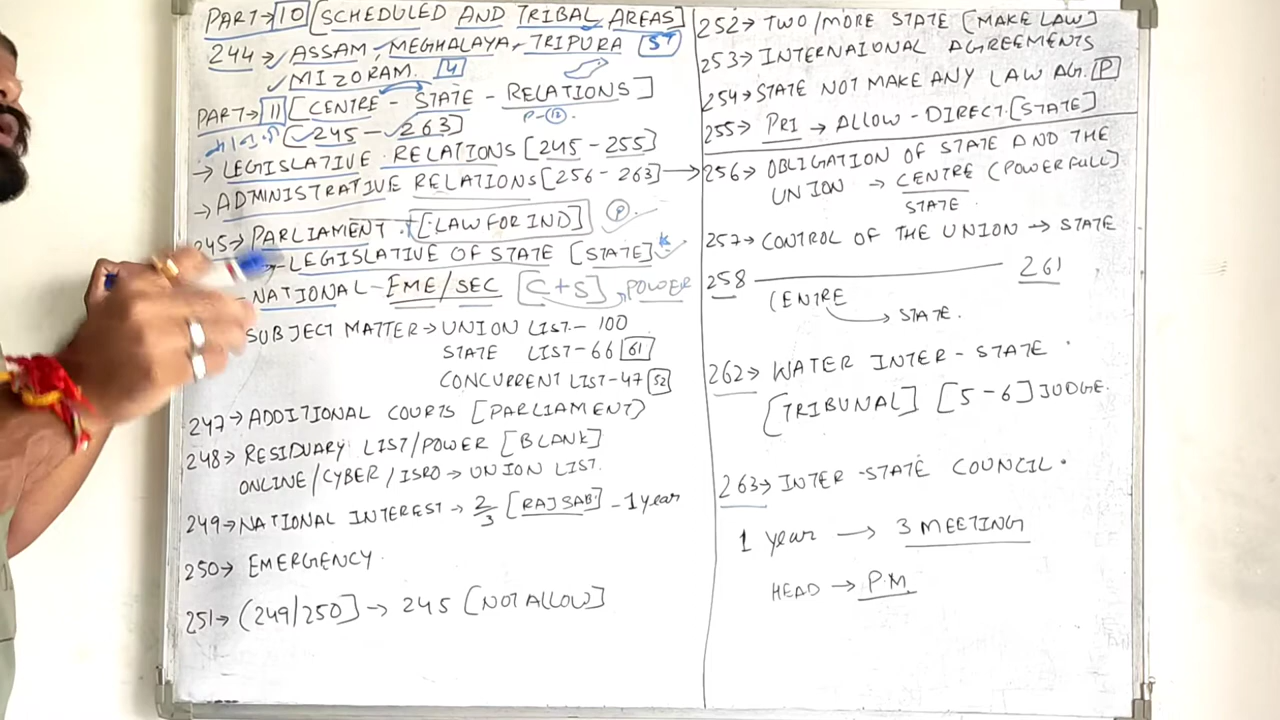 PART→10 [SCHEDULED AND TRIBAL AREAS]
244→ ASSAM, MEGHALAYA, TRIPURA
MIZORAM.
PART→11 [CENTRE - STATE - RELATIONS]
P-12.
[245 - 263]
→ LEGISLATIVE RELATIONS [245 - 255]
→ ADMINISTRATIVE RELATIONS [256 - 263] →
245→ PARLIAMENT [LAW FOR IND] P
LEGISLATIVE OF STATE [STATE]
NATIONAL - EME/SEC [C+S] POWER
SUBJECT MATTER → UNION LIST - 100
STATE LIST - 66 [61]
CONCURRENT LIST - 47 [52]
247→ ADDITIONAL COURTS [PARLIAMENT]
248→ RESIDUARY LIST/POWER [BLANK]
ONLINE/CYBER/ISRO → UNION LIST.
249→ NATIONAL INTEREST → 2/3 [RAJSAB] - 1 year
250→ EMERGENCY.
251→ (249/250] → 245 [NOT ALLOW]
252→ TWO/MORE STATE [MAKE LAW]
253→ INTERNAIONAL AGREEMENTS
254→ STATE NOT MAKE ANY LAW AG. [P]
255→ PRI → ALLOW - DIRECT. [STATE]
256→ OBLIGATION OF STATE AND THE
UNION → CENTRE (POWERFULL]
STATE.
257→ CONTROL OF THE UNION → STATE
258 — 261
CENTRE
→ STATE.
262→ WATER INTER - STATE.
[TRIBUNAL] [5-6] JUDGE.
263→ INTER - STATE COUNCIL.
1 year → 3 MEETING
HEAD → P.M.